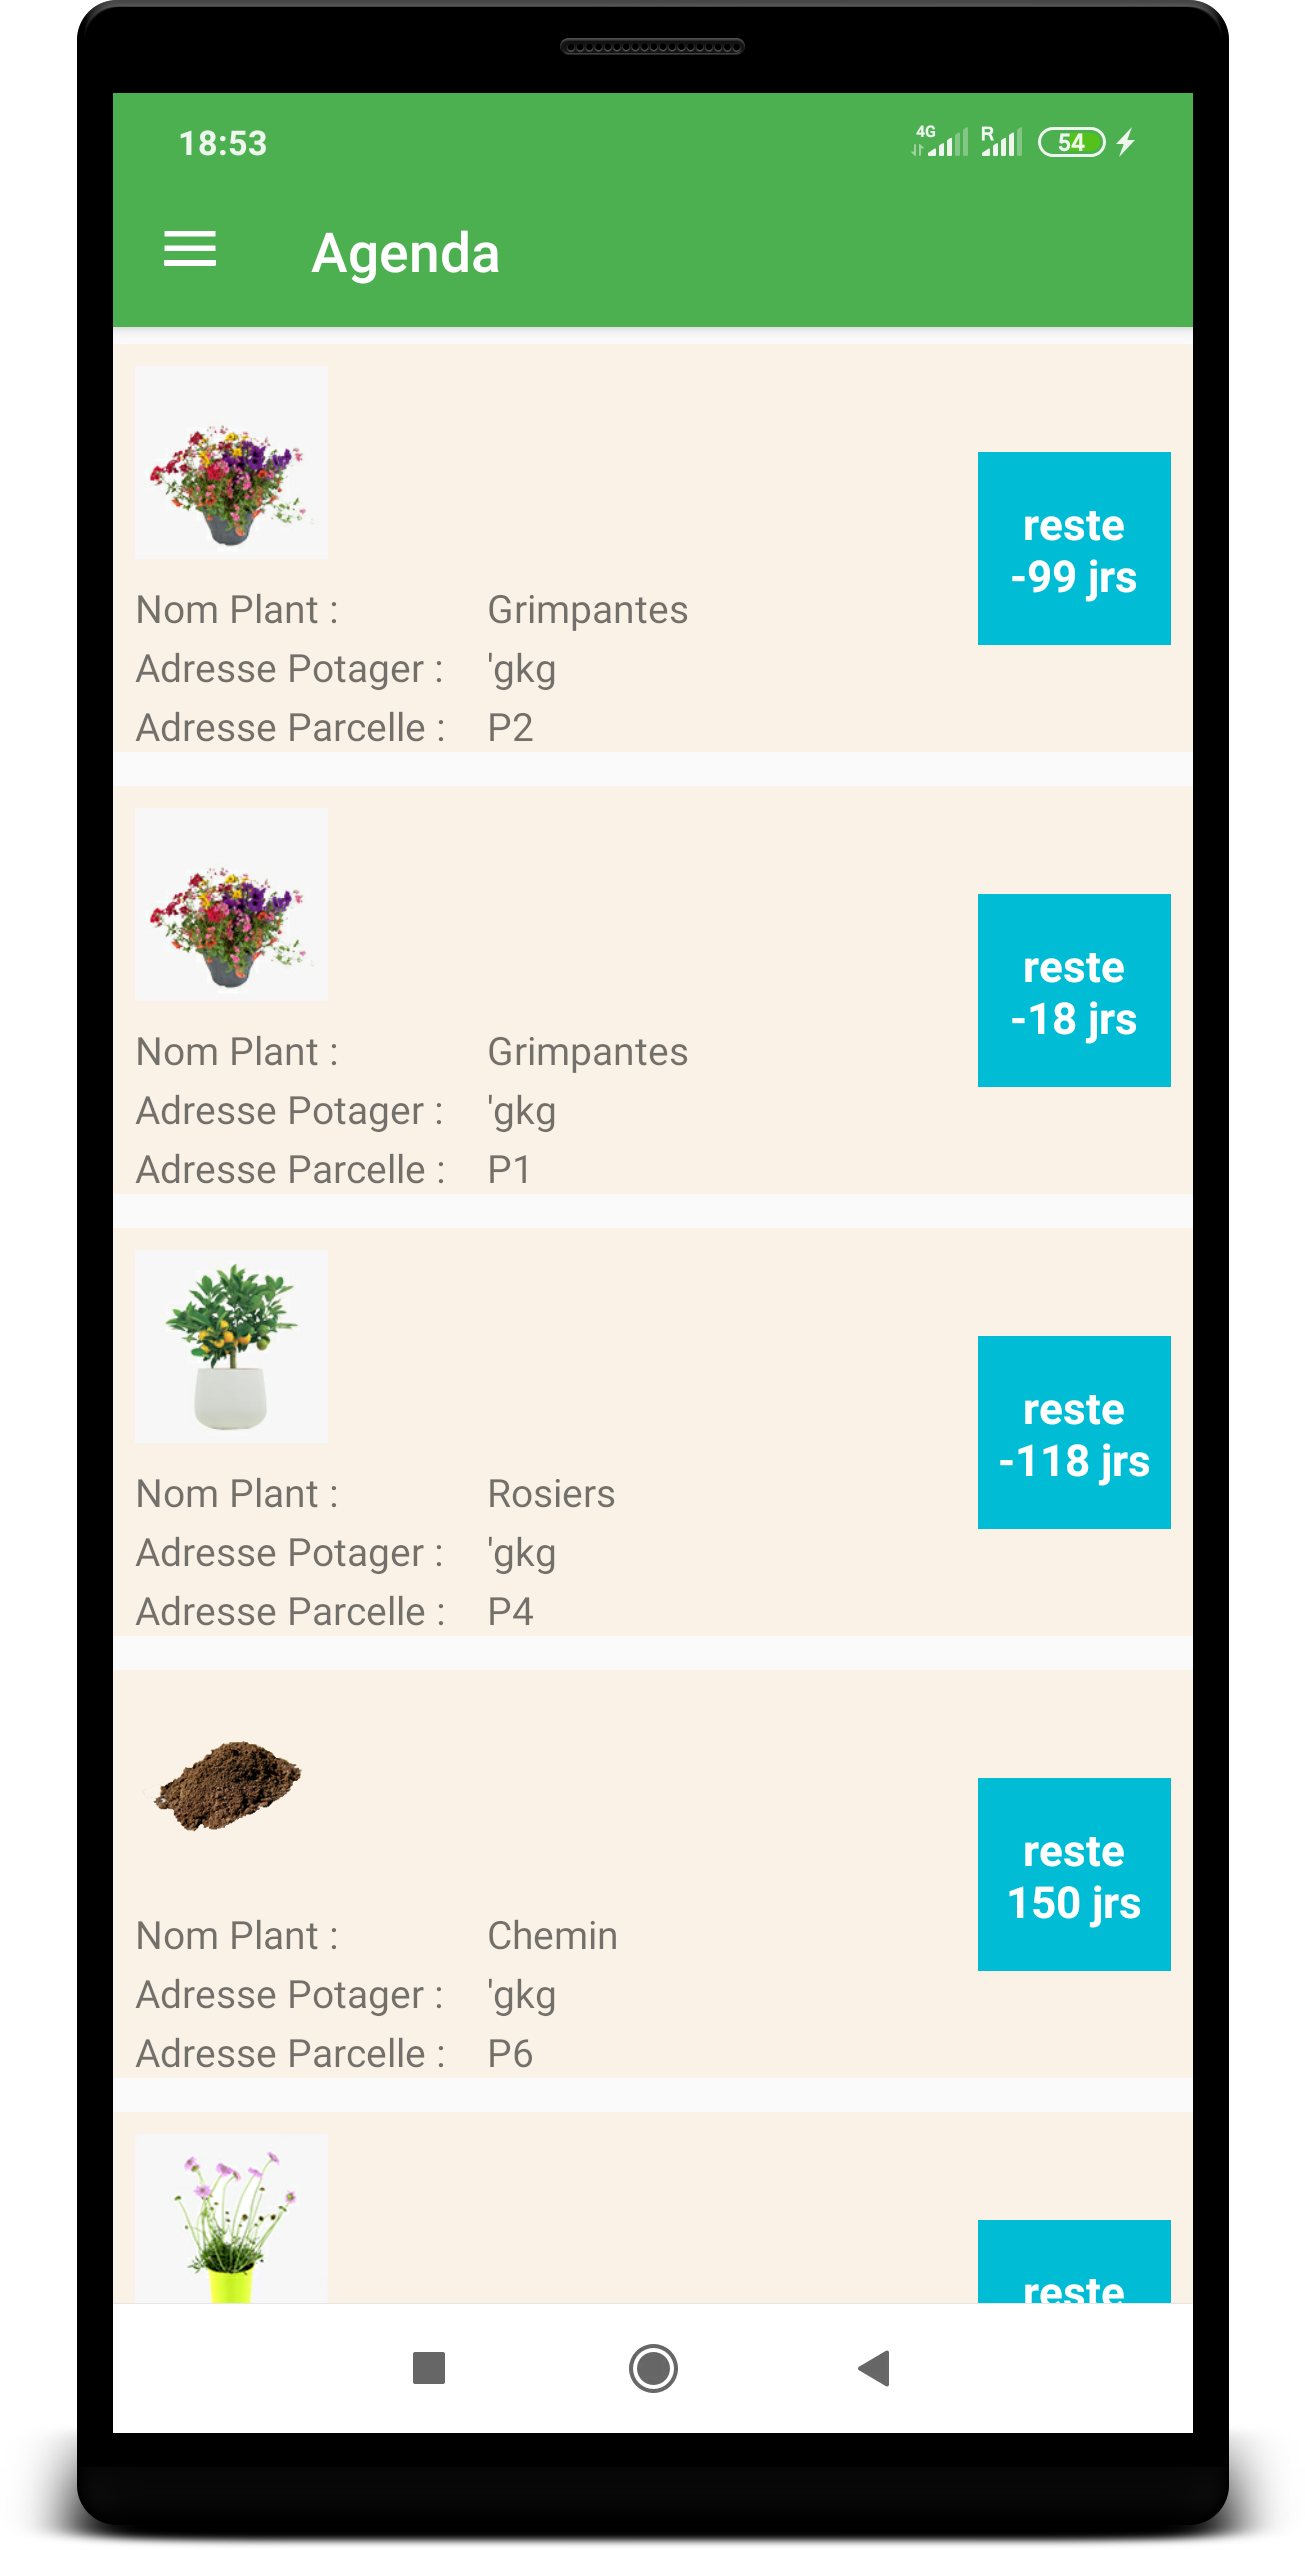 18:53
4G R 54
Agenda
reste
-99 jrs
Nom Plant : Grimpantes
Adresse Potager : 'gkg
Adresse Parcelle : P2
reste
-18 jrs
Nom Plant : Grimpantes
Adresse Potager : 'gkg
Adresse Parcelle : P1
reste
-118 jrs
Nom Plant : Rosiers
Adresse Potager : 'gkg
Adresse Parcelle : P4
reste
150 jrs
Nom Plant : Chemin
Adresse Potager : 'gkg
Adresse Parcelle : P6
reste